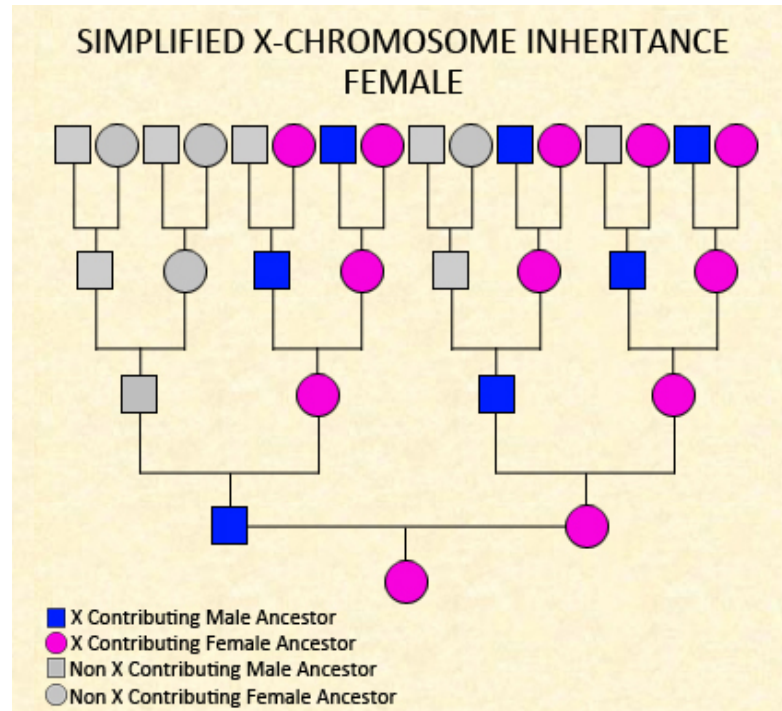 SIMPLIFIED X-CHROMOSOME INHERITANCE
FEMALE
X Contributing Male Ancestor
X Contributing Female Ancestor
Non X Contributing Male Ancestor
Non X Contributing Female Ancestor